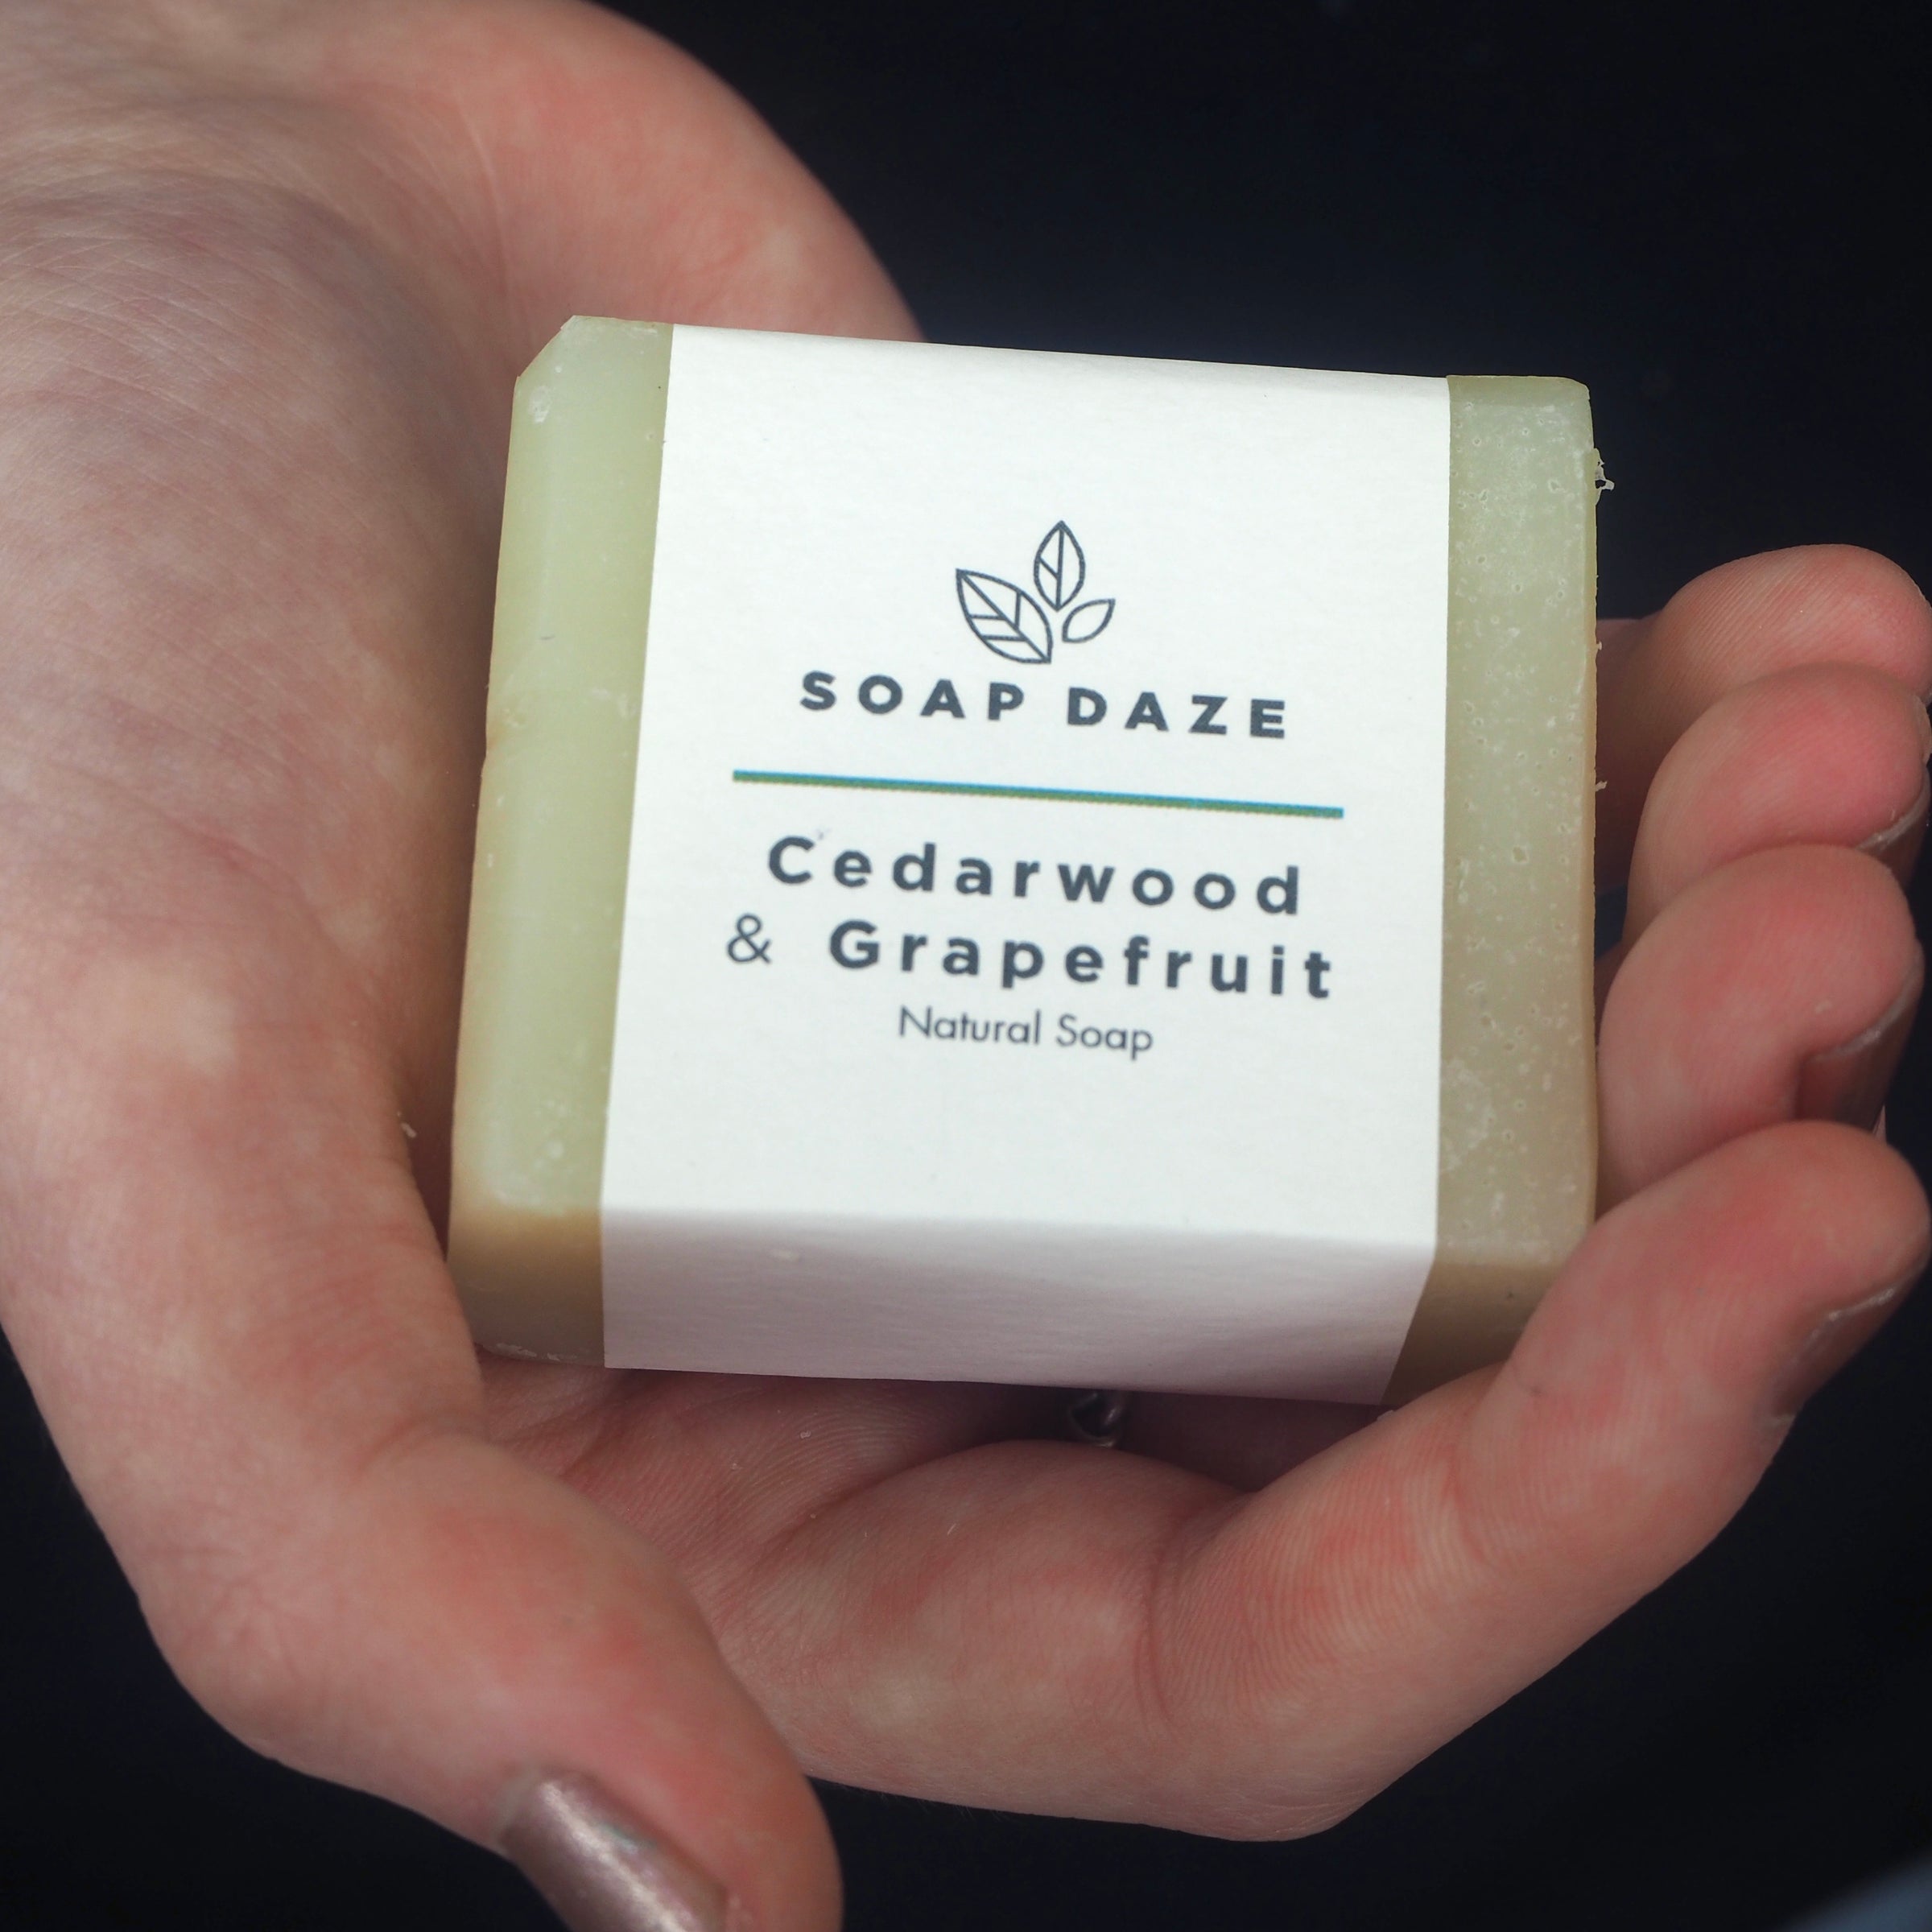 SOAP DAZE
Cedarwood
& Grapefruit
Natural Soap